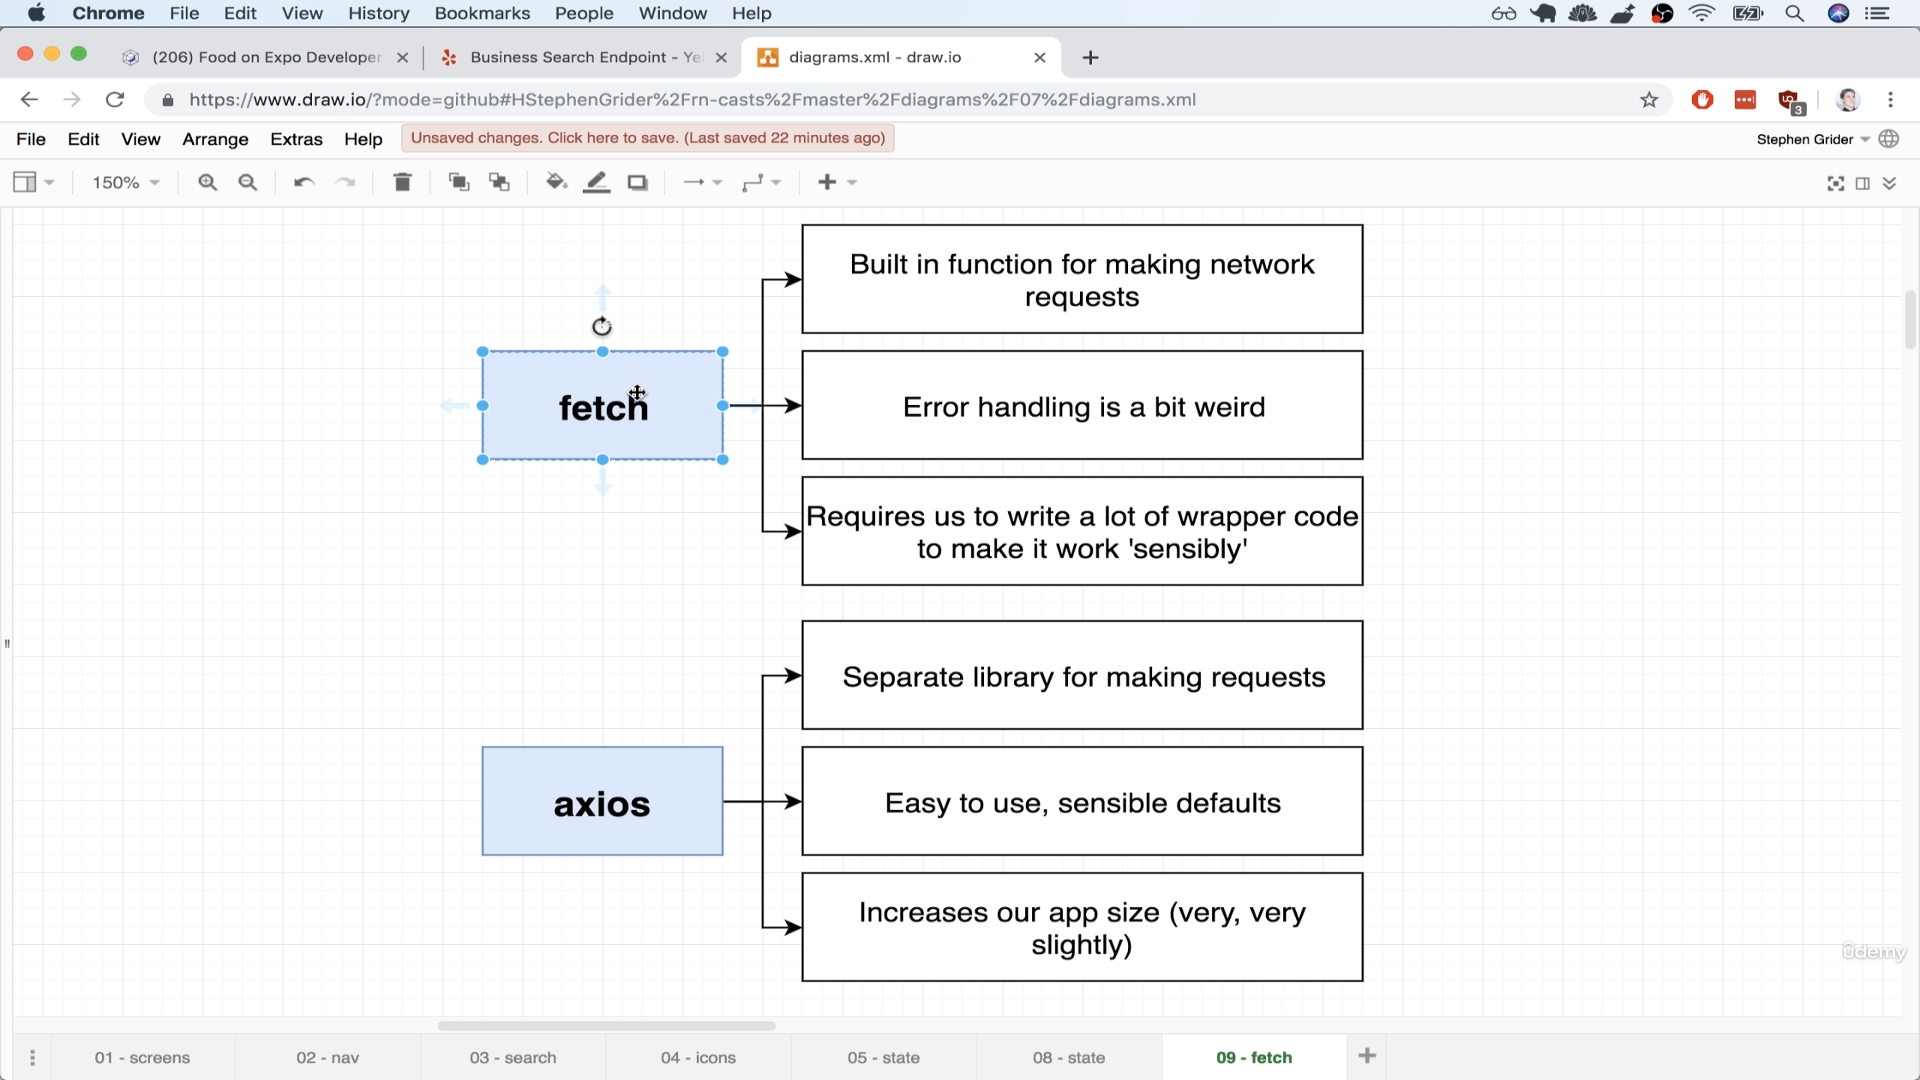 Chrome File Edit View History Bookmarks People Window Help
(206) Food on Expo Developer
Business Search Endpoint - Ye
diagrams.xml - draw.io
https://www.draw.io/?mode=github#HStephenGrider%2Frn-casts%2Fmaster%2Fdiagrams%2F07%2Fdiagrams.xml
3
File Edit View Arrange Extras Help
Unsaved changes. Click here to save. (Last saved 22 minutes ago)
Stephen Grider
150%
Built in function for making network
requests
fetch
Error handling is a bit weird
Requires us to write a lot of wrapper code
to make it work 'sensibly'
Separate library for making requests
axios
Easy to use, sensible defaults
Increases our app size (very, very
slightly)
ûdemy
01 - screens
02 - nav
03 - search
04 - icons
05 - state
08 - state
09 - fetch